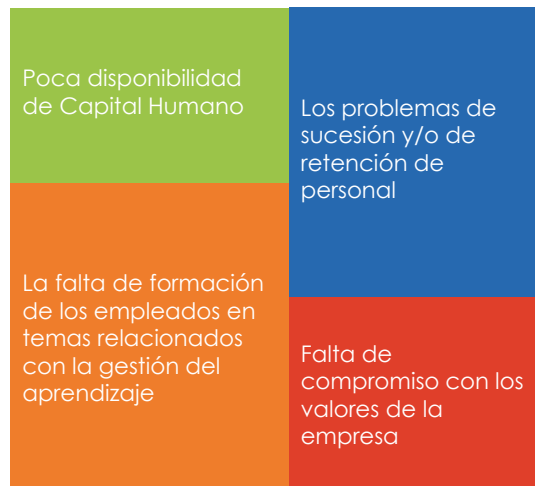 Poca disponibilidad
de Capital Humano
Los problemas de
sucesión y/o de
retención de
personal
La falta de formación
de los empleados en
temas relacionados
con la gestión del
aprendizaje
Falta de
compromiso con los
valores de la
empresa